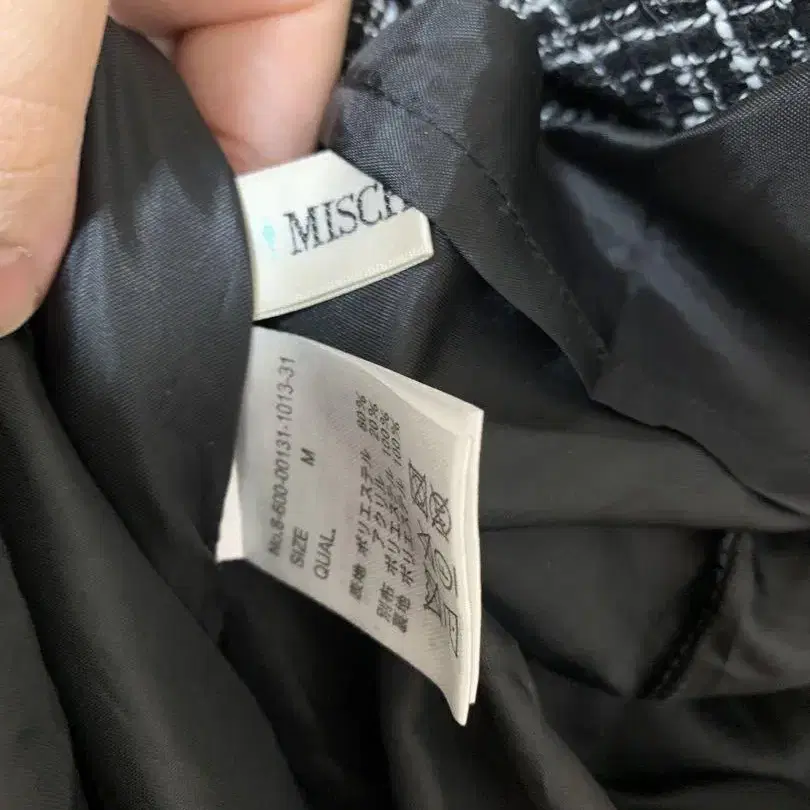 MISCH
No.8-600-00131-1013-31
SIZE M
QUAL.
表地 ポリエステル 80%
アクリル 20%
別布 ポリエステル 100%
裏地 ポリエステル 100%